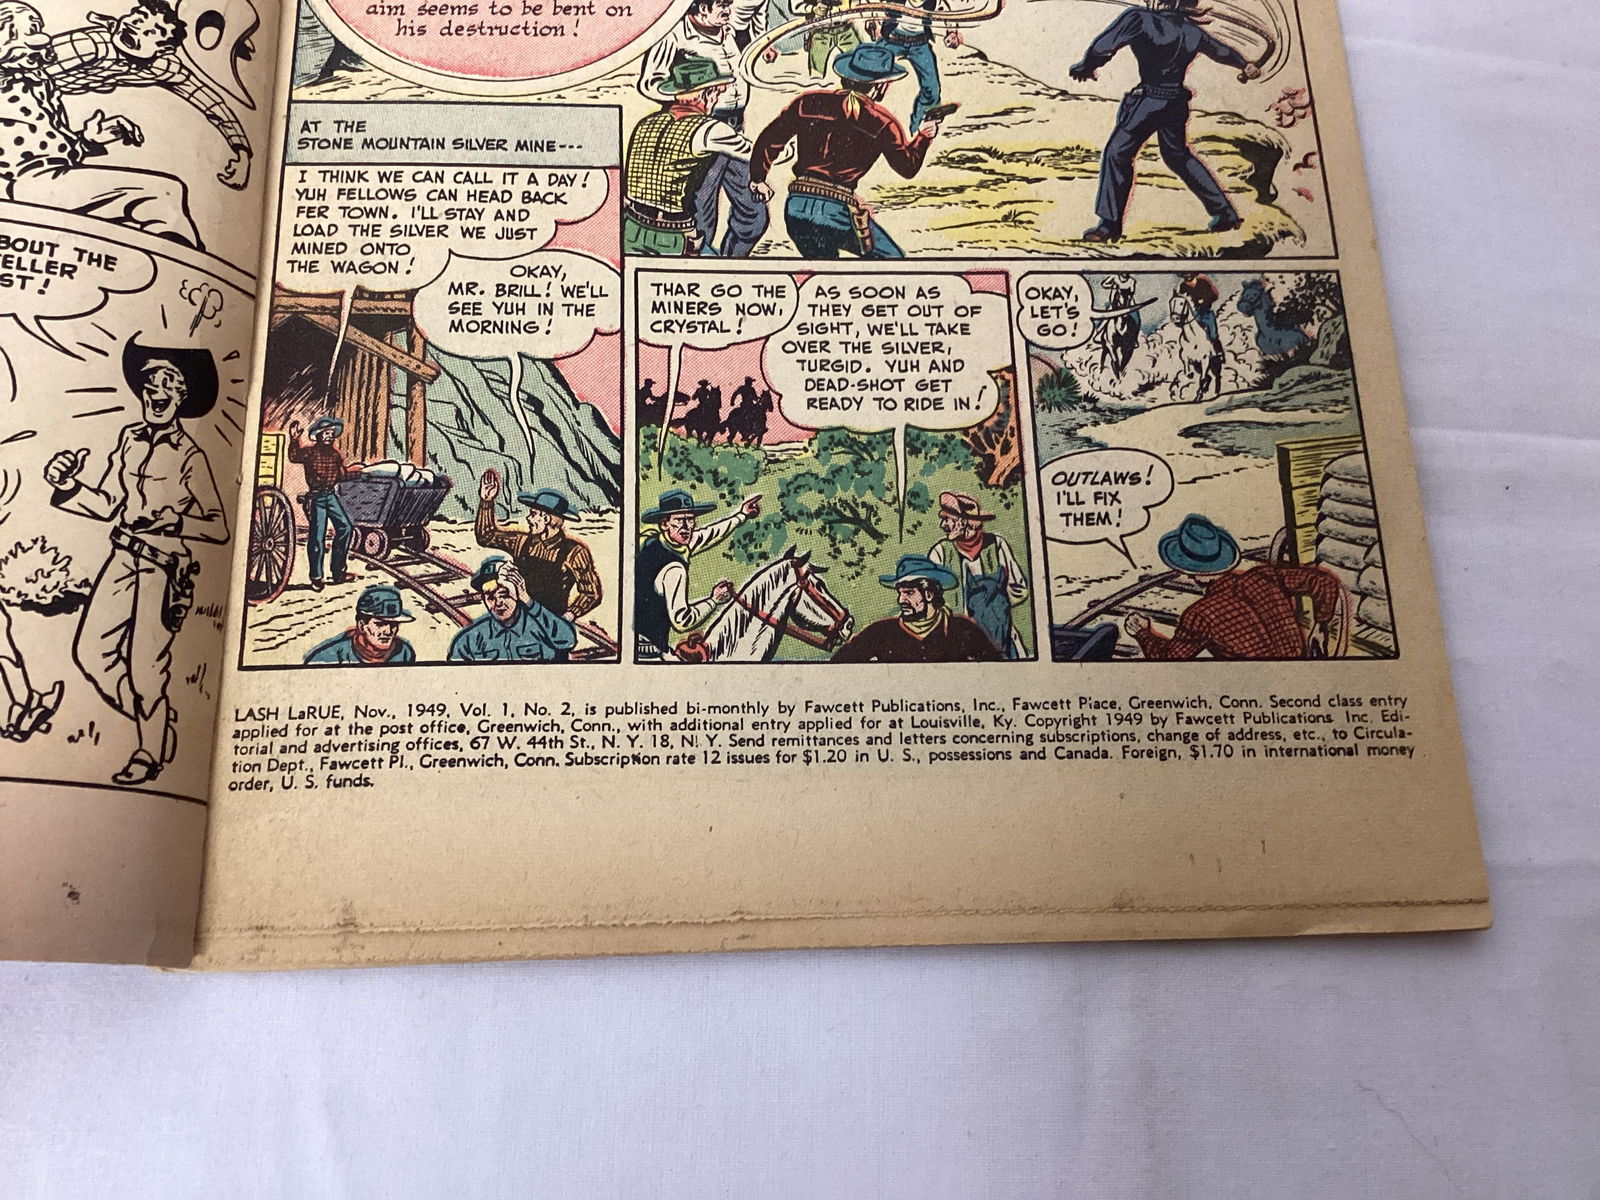 BOUT THE
ELLER
ST!
aim seems to be bent on
his destruction!
AT THE
STONE MOUNTAIN SILVER MINE---
I THINK WE CAN CALL IT A DAY!
YUH FELLOWS CAN HEAD BACK
FER TOWN. I'LL STAY AND
LOAD THE SILVER WE JUST
MINED ONTO
THE WAGON!
OKAY,
MR. BRILL! WE'LL
SEE YUH IN THE
MORNING!
THAR GO THE
MINERS NOW,
CRYSTAL!
AS SOON AS
THEY GET OUT OF
SIGHT, WE'LL TAKE
OVER THE SILVER,
TURGID. YUH AND
DEAD-SHOT GET
READY TO RIDE IN!
OKAY,
LET'S
GO!
OUTLAWS!
I'LL FIX
THEM!
LASH LaRUE, Nov., 1949, Vol. 1, No. 2, is published bi-monthly by Fawcett Publications, Inc., Fawcett Place, Greenwich, Conn. Second class entry
applied for at the post office, Greenwich, Conn., with additional entry applied for at Louisville, Ky. Copyright 1949 by Fawcett Publications Inc. Edi-
torial and advertising offices, 67 W. 44th St., N. Y. 18, N. Y. Send remittances and letters concerning subscriptions, change of address, etc., to Circula-
tion Dept., Fawcett Pl., Greenwich, Conn. Subscription rate 12 issues for $1.20 in U. S., possessions and Canada. Foreign, $1.70 in international money
order, U. S. funds.